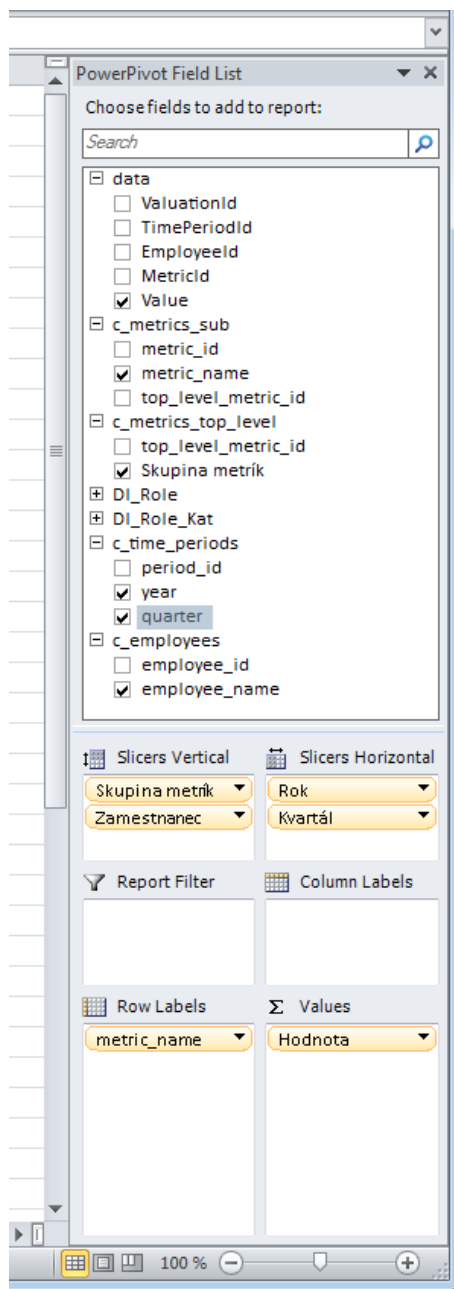 PowerPivot Field List
Choose fields to add to report:
Search
data
ValuationId
TimePeriodId
EmployeeId
MetricId
Value
c_metrics_sub
metric_id
metric_name
top_level_metric_id
c_metrics_top_level
top_level_metric_id
Skupina metrík
DI_Role
DI_Role_Kat
c_time_periods
period_id
year
quarter
c_employees
employee_id
employee_name
Slicers Vertical
Skupina metrík
Zamestnanec
Slicers Horizontal
Rok
Kvartál
Report Filter
Column Labels
Row Labels
metric_name
Σ Values
Hodnota
100 %